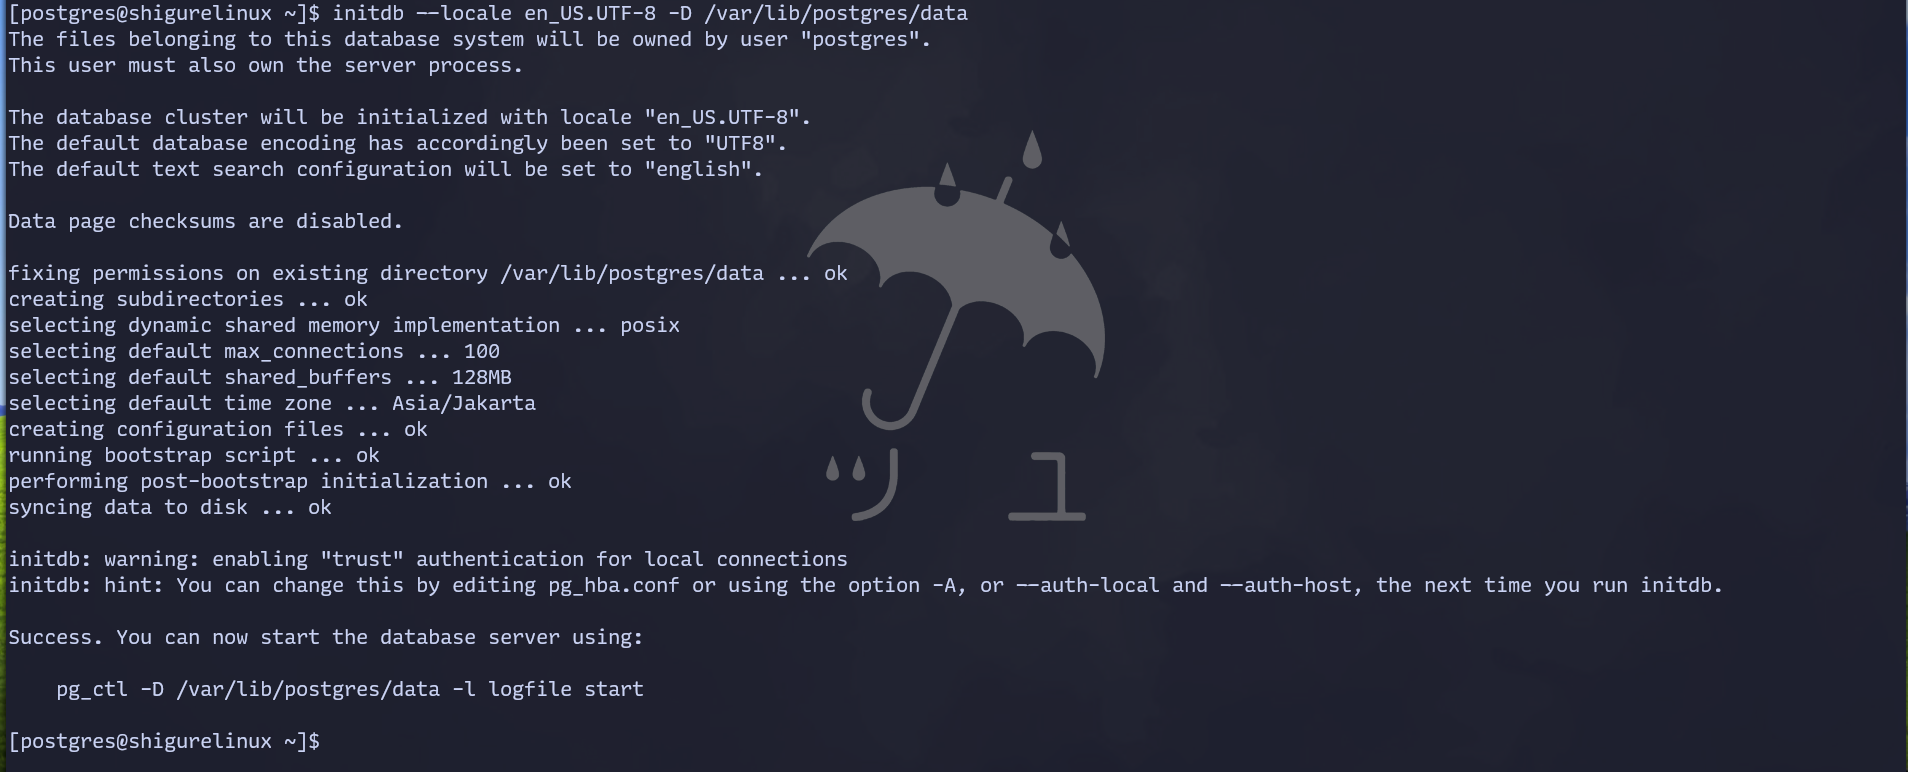 [postgres@shigurelinux ~]$ initdb --locale en_US.UTF-8 -D /var/lib/postgres/data
The files belonging to this database system will be owned by user "postgres".
This user must also own the server process.
The database cluster will be initialized with locale "en_US.UTF-8".
The default database encoding has accordingly been set to "UTF8".
The default text search configuration will be set to "english".
Data page checksums are disabled.
fixing permissions on existing directory /var/lib/postgres/data ... ok
creating subdirectories ... ok
selecting dynamic shared memory implementation ... posix
selecting default max_connections ... 100
selecting default shared_buffers ... 128MB
selecting default time zone ... Asia/Jakarta
creating configuration files ... ok
running bootstrap script ... ok
performing post-bootstrap initialization ... ok
syncing data to disk ... ok
initdb: warning: enabling "trust" authentication for local connections
initdb: hint: You can change this by editing pg_hba.conf or using the option -A, or --auth-local and --auth-host, the next time you run initdb.
Success. You can now start the database server using:
pg_ctl -D /var/lib/postgres/data -l logfile start
[postgres@shigurelinux ~]$
ツユ